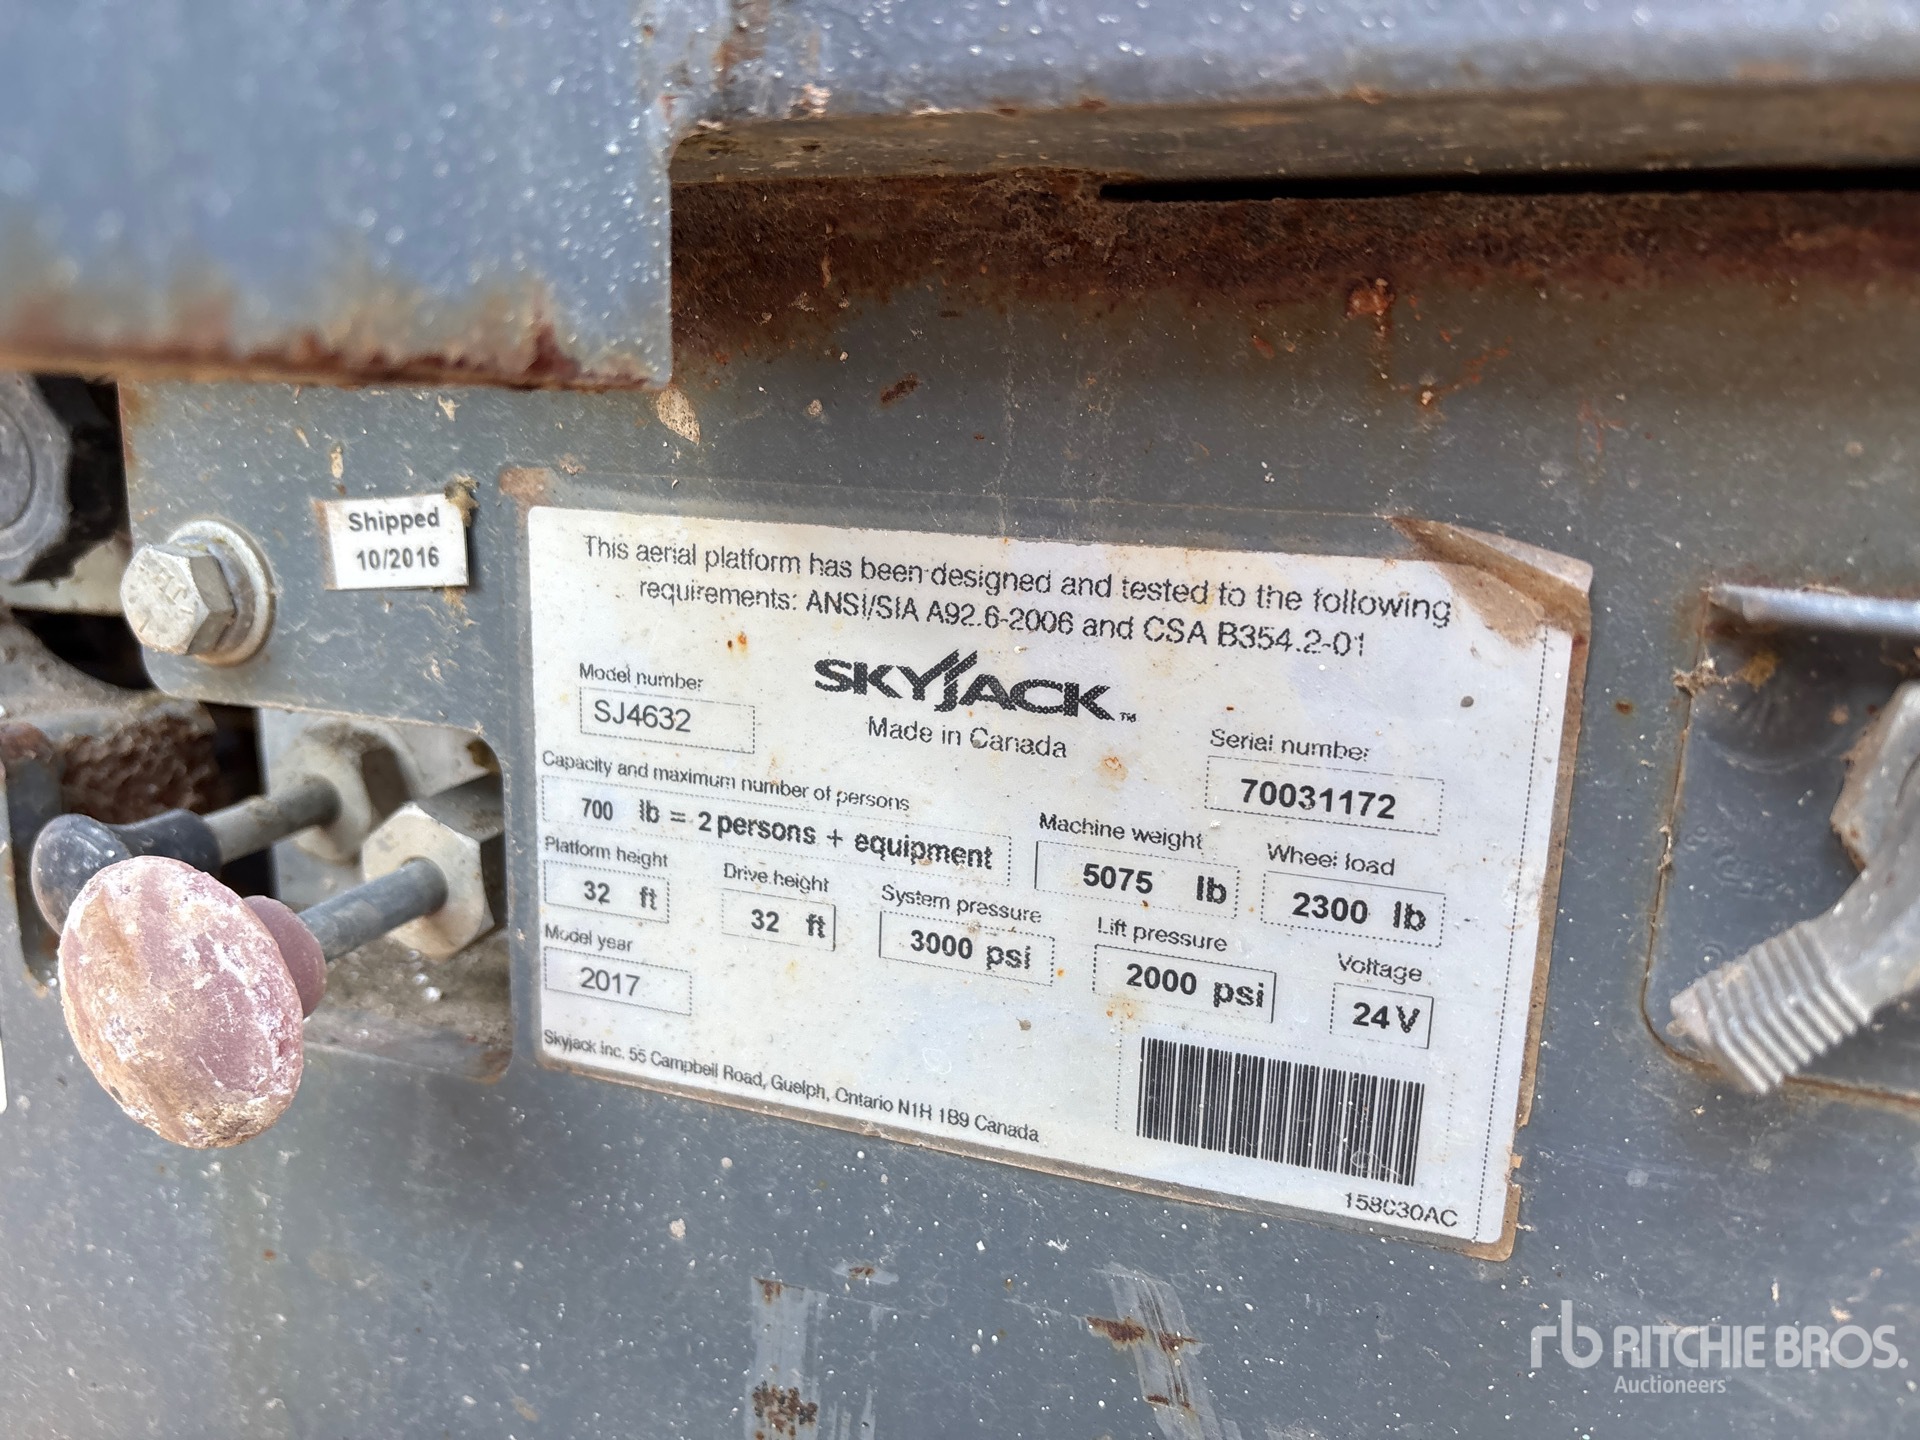 Shipped
10/2016
This aerial platform has been designed and tested to the following
requirements: ANSI/SIA A92.6-2006 and CSA B354.2-01
SKYJACK™
Made in Canada
Model number
SJ4632
Serial number
70031172
Capacity and maximum number of persons
700 lb = 2 persons + equipment
Machine weight
5075 lb
Wheel load
2300 lb
Platform height
32 ft
Drive height
32 ft
System pressure
3000 psi
Lift pressure
2000 psi
Voltage
24 V
Model year
2017
Skyjack Inc. 55 Campbell Road, Guelph, Ontario N1H 1B9 Canada
158030AC
rb RITCHIE BROS.
Auctioneers